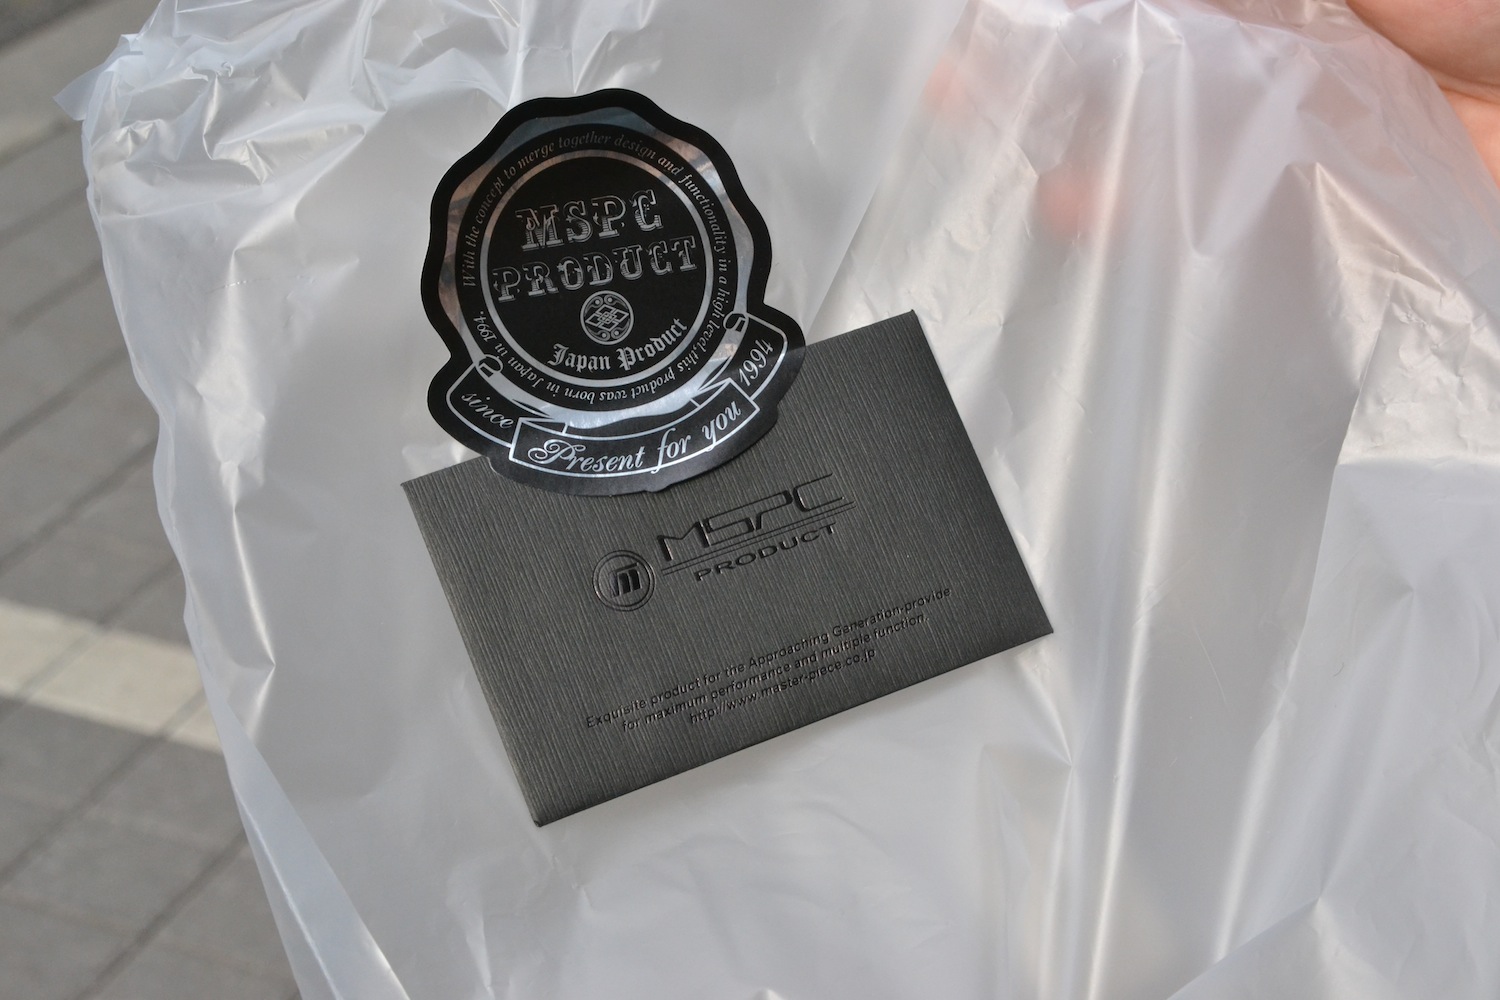 With the concept to merge together design and functionality in a high level, this product was born in Japan in 1994.
MSPC
PRODUCT
Japan Product
since
1994
Present for you
m
MSPC
PRODUCT
Exquisite product for the Approaching Generation-provide
for maximum performance and multiple function.
http://www.master-piece.co.jp